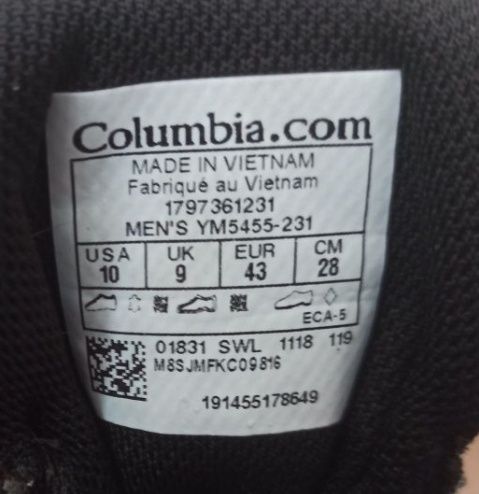 Columbia.com
MADE IN VIETNAM
Fabriqué au Vietnam
1797361231
MEN'S YM5455-231
USA UK EUR CM
10 9 43 28
ECA-5
01831 SWL 1118 119
M8SJMFKC09816
191455178649